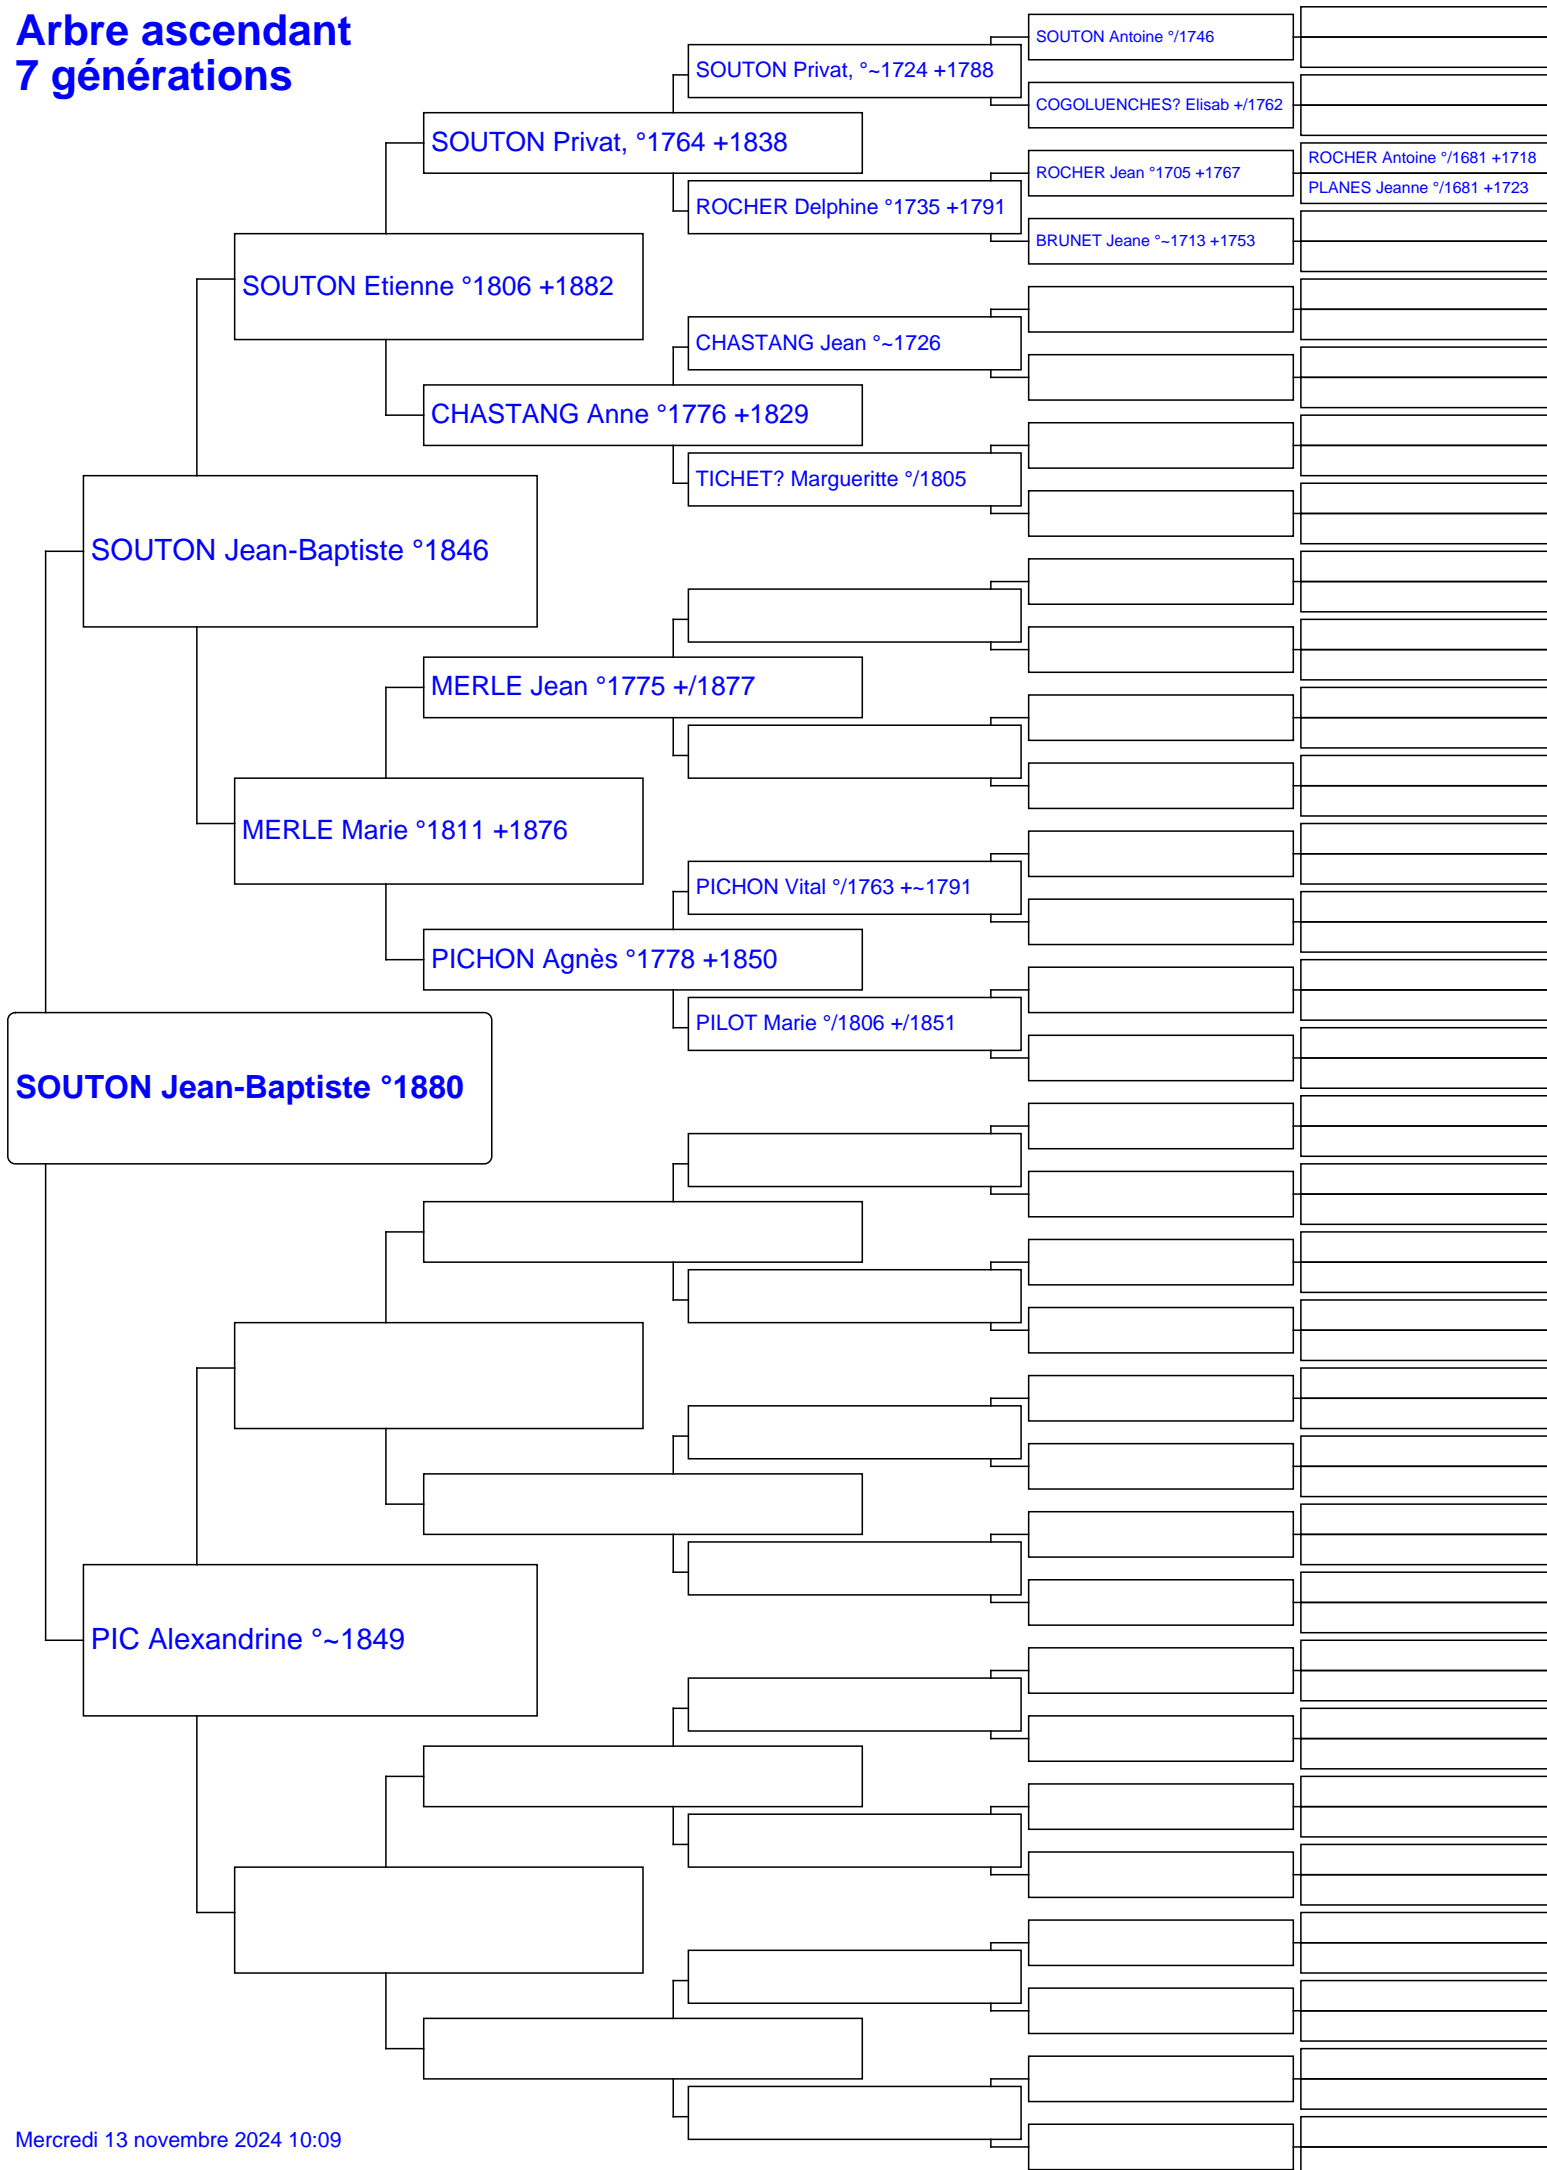 Arbre ascendant
7 générations
SOUTON Antoine °/1746
SOUTON Privat, °~1724 +1788
COGOLUENCHES? Elisab +/1762
SOUTON Privat, °1764 +1838
ROCHER Antoine °/1681 +1718
ROCHER Jean °1705 +1767
PLANES Jeanne °/1681 +1723
ROCHER Delphine °1735 +1791
BRUNET Jeane °~1713 +1753
SOUTON Etienne °1806 +1882
CHASTANG Jean °~1726
CHASTANG Anne °1776 +1829
TICHET? Margueritte °/1805
SOUTON Jean-Baptiste °1846
MERLE Jean °1775 +/1877
MERLE Marie °1811 +1876
PICHON Vital °/1763 +~1791
PICHON Agnès °1778 +1850
PILOT Marie °/1806 +/1851
SOUTON Jean-Baptiste °1880
PIC Alexandrine °~1849
Mercredi 13 novembre 2024 10:09